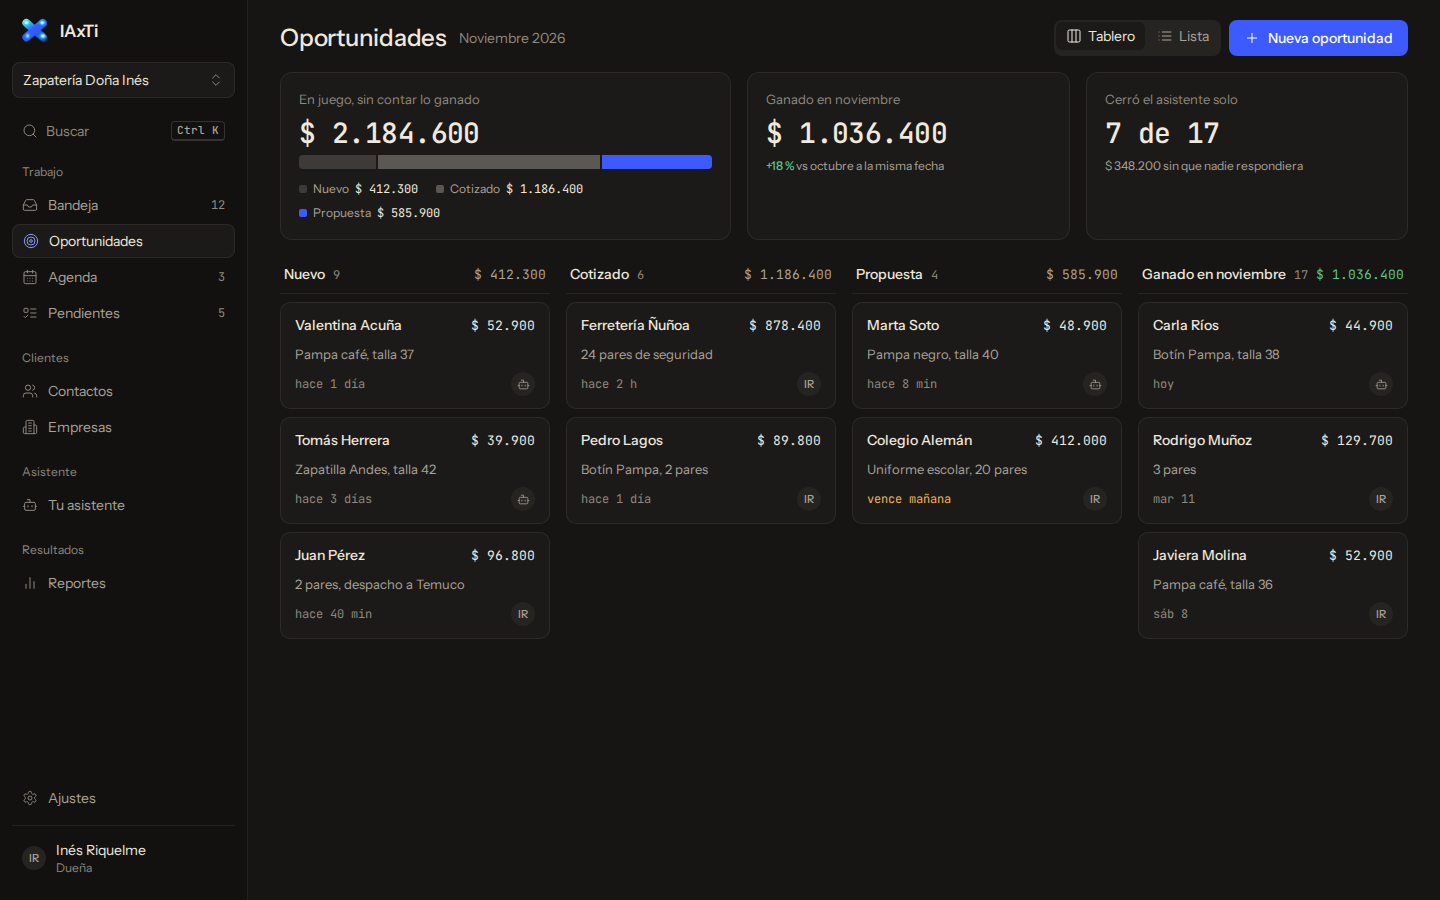 IAxTi
Zapatería Doña Inés
Buscar Ctrl K
Trabajo
Bandeja 12
Oportunidades
Agenda 3
Pendientes 5
Clientes
Contactos
Empresas
Asistente
Tu asistente
Resultados
Reportes
Ajustes
IR Inés Riquelme
Dueña
Oportunidades Noviembre 2026
Tablero Lista Nueva oportunidad
En juego, sin contar lo ganado
$ 2.184.600
Nuevo $ 412.300 Cotizado $ 1.186.400
Propuesta $ 585.900
Ganado en noviembre
$ 1.036.400
+18 % vs octubre a la misma fecha
Cerró el asistente solo
7 de 17
$ 348.200 sin que nadie respondiera
Nuevo 9 $ 412.300
Valentina Acuña $ 52.900
Pampa café, talla 37
hace 1 día
Tomás Herrera $ 39.900
Zapatilla Andes, talla 42
hace 3 días
Juan Pérez $ 96.800
2 pares, despacho a Temuco
hace 40 min IR
Cotizado 6 $ 1.186.400
Ferretería Ñuñoa $ 878.400
24 pares de seguridad
hace 2 h IR
Pedro Lagos $ 89.800
Botín Pampa, 2 pares
hace 1 día IR
Propuesta 4 $ 585.900
Marta Soto $ 48.900
Pampa negro, talla 40
hace 8 min
Colegio Alemán $ 412.000
Uniforme escolar, 20 pares
vence mañana IR
Ganado en noviembre 17 $ 1.036.400
Carla Ríos $ 44.900
Botín Pampa, talla 38
hoy
Rodrigo Muñoz $ 129.700
3 pares
mar 11 IR
Javiera Molina $ 52.900
Pampa café, talla 36
sáb 8 IR